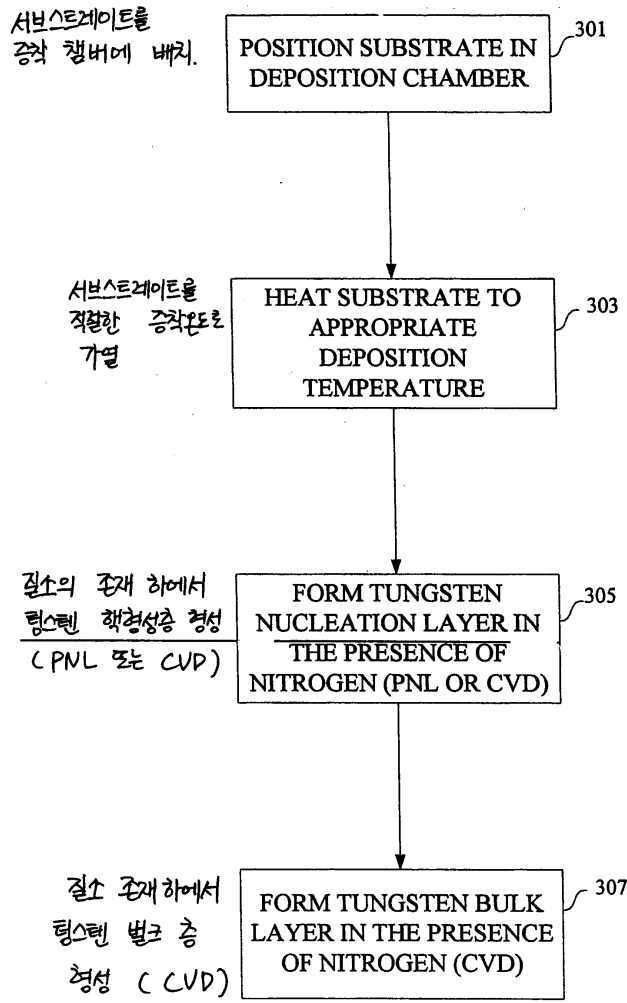 서브스트레이트를
증착 챔버에 배치.
POSITION SUBSTRATE IN
DEPOSITION CHAMBER
301
서브스트레이트를
적절한 증착온도로
가열
HEAT SUBSTRATE TO
APPROPRIATE
DEPOSITION
TEMPERATURE
303
질소의 존재 하에서
텅스텐 핵형성층 형성
(PNL 또는 CVD)
FORM TUNGSTEN
NUCLEATION LAYER IN
THE PRESENCE OF
NITROGEN (PNL OR CVD)
305
질소 존재하에서
텅스텐 벌크 층
형성 (CVD)
FORM TUNGSTEN BULK
LAYER IN THE PRESENCE
OF NITROGEN (CVD)
307